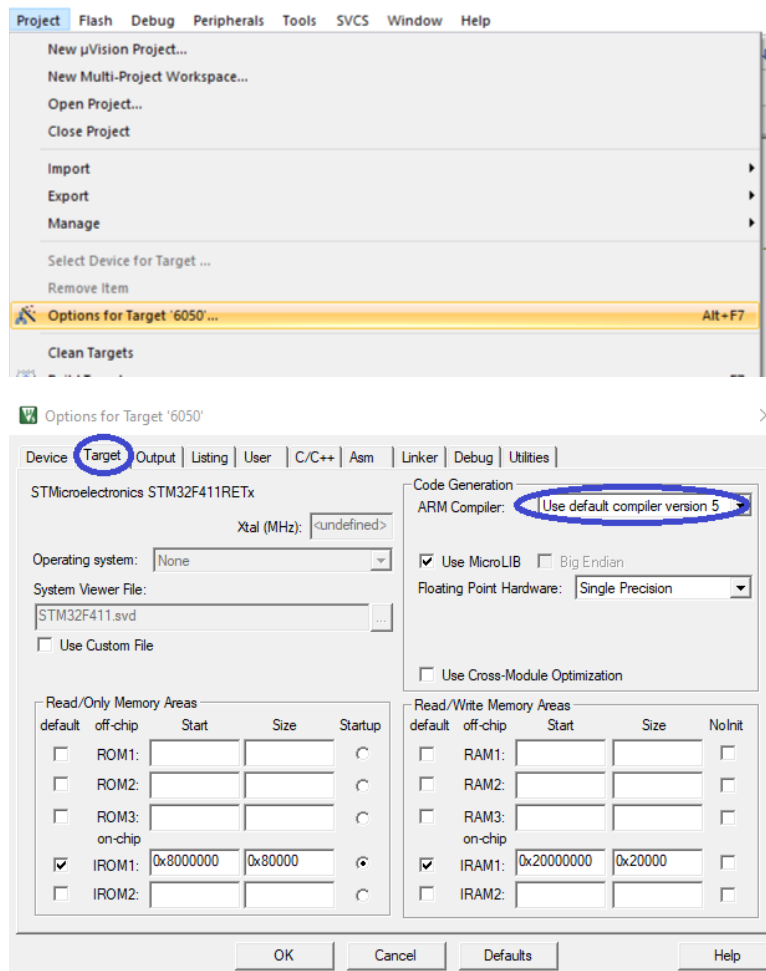 Project Flash Debug Peripherals Tools SVCS Window Help
New µVision Project...
New Multi-Project Workspace...
Open Project...
Close Project
Import
Export
Manage
Select Device for Target ...
Remove Item
Options for Target '6050'... Alt+F7
Clean Targets
Options for Target '6050'
Device Target Output Listing User C/C++ Asm Linker Debug Utilities
STMicroelectronics STM32F411RETx
Xtal (MHz): <undefined>
Operating system: None
System Viewer File:
STM32F411.svd
...
Use Custom File
Code Generation
ARM Compiler: Use default compiler version 5
Use MicroLIB Big Endian
Floating Point Hardware: Single Precision
Use Cross-Module Optimization
Read/Only Memory Areas
default off-chip Start Size Startup
ROM1:
ROM2:
ROM3:
on-chip
IROM1: 0x8000000 0x80000
IROM2:
Read/Write Memory Areas
default off-chip Start Size NoInit
RAM1:
RAM2:
RAM3:
on-chip
IRAM1: 0x20000000 0x20000
IRAM2:
OK Cancel Defaults Help